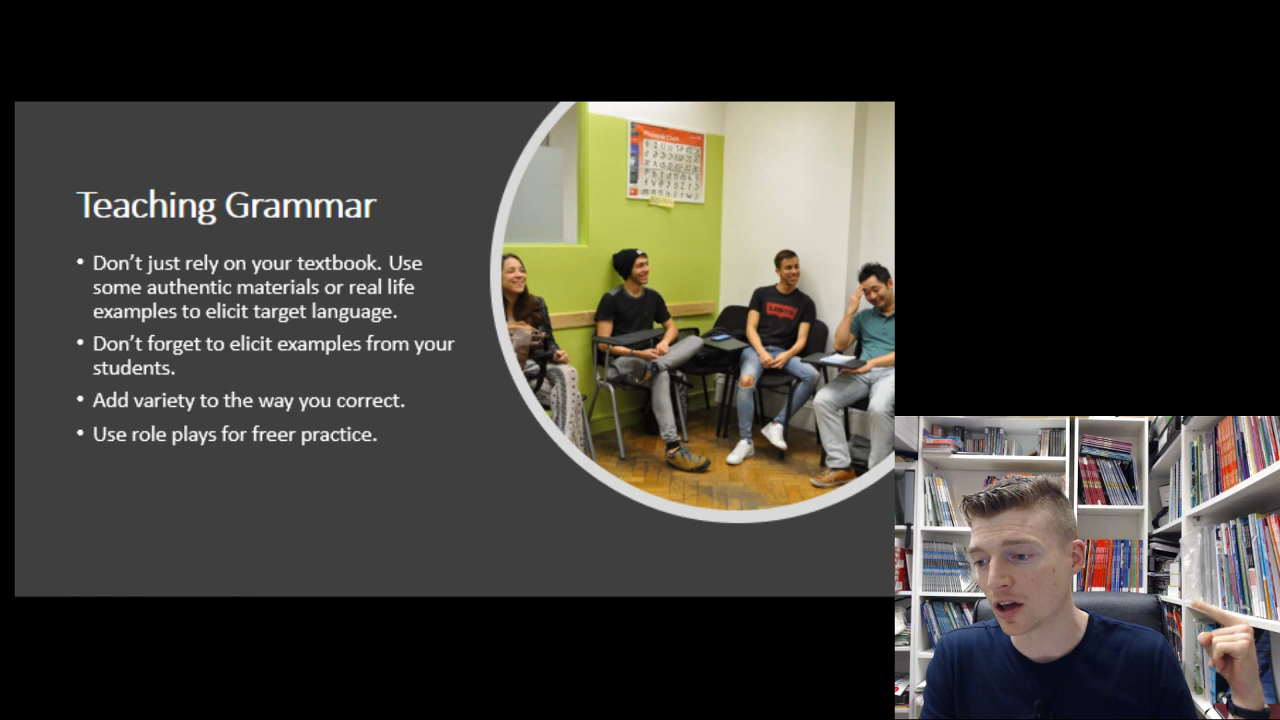 Teaching Grammar
• Don’t just rely on your textbook. Use
some authentic materials or real life
examples to elicit target language.
• Don’t forget to elicit examples from your
students.
• Add variety to the way you correct.
• Use role plays for freer practice.